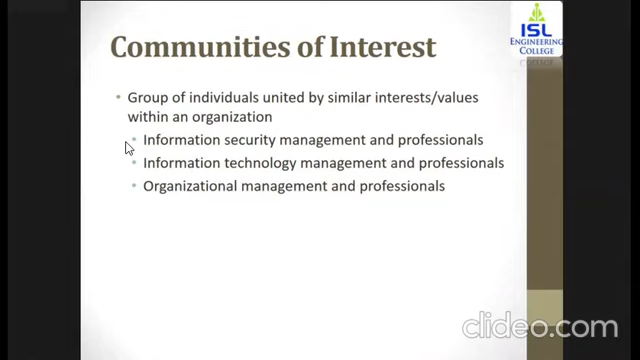 ISL
ENGINEERING
COLLEGE
Communities of Interest
• Group of individuals united by similar interests/values
within an organization
• Information security management and professionals
• Information technology management and professionals
• Organizational management and professionals
clideo.com